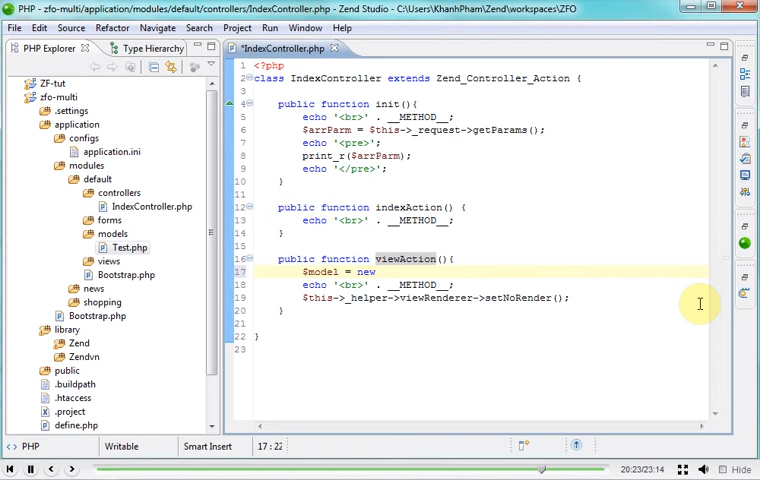 PHP - zfo-multi/application/modules/default/controllers/IndexController.php - Zend Studio - C:\Users\KhanhPham\Zend\workspaces\ZFO
File Edit Source Refactor Navigate Search Project Run Window Help
PHP Explorer Type Hierarchy
ZF-tut
zfo-multi
.settings
application
configs
application.ini
modules
default
controllers
IndexController.php
forms
models
Test.php
views
Bootstrap.php
news
shopping
Bootstrap.php
library
Zend
Zendvn
public
.buildpath
.htaccess
.project
define.php
*IndexController.php
1 <?php
2 class IndexController extends Zend_Controller_Action {
3
4 public function init(){
5 echo '<br>' . __METHOD__;
6 $arrParm = $this->_request->getParams();
7 echo '<pre>';
8 print_r($arrParm);
9 echo '</pre>';
10 }
11
12 public function indexAction() {
13 echo '<br>' . __METHOD__;
14 }
15
16 public function viewAction(){
17 $model = new
18 echo '<br>' . __METHOD__;
19 $this->_helper->viewRenderer->setNoRender();
20 }
21
22 }
23
PHP Writable Smart Insert 17 : 22
20:23/23:14 Hide